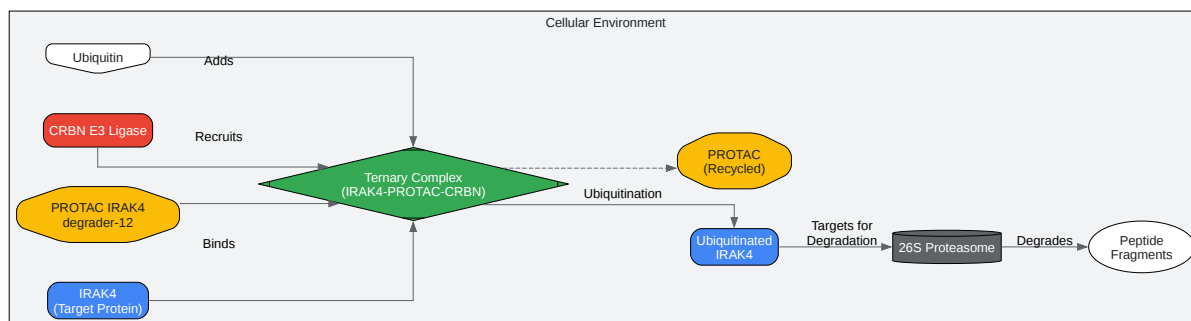 Cellular Environment
Ubiquitin
Adds
CRBN E3 Ligase
Recruits
PROTAC IRAK4
degrader-12
Binds
IRAK4
(Target Protein)
Ternary Complex
(IRAK4-PROTAC-CRBN)
PROTAC
(Recycled)
Ubiquitination
Ubiquitinated
IRAK4
Targets for
Degradation
26S Proteasome
Degrades
Peptide
Fragments